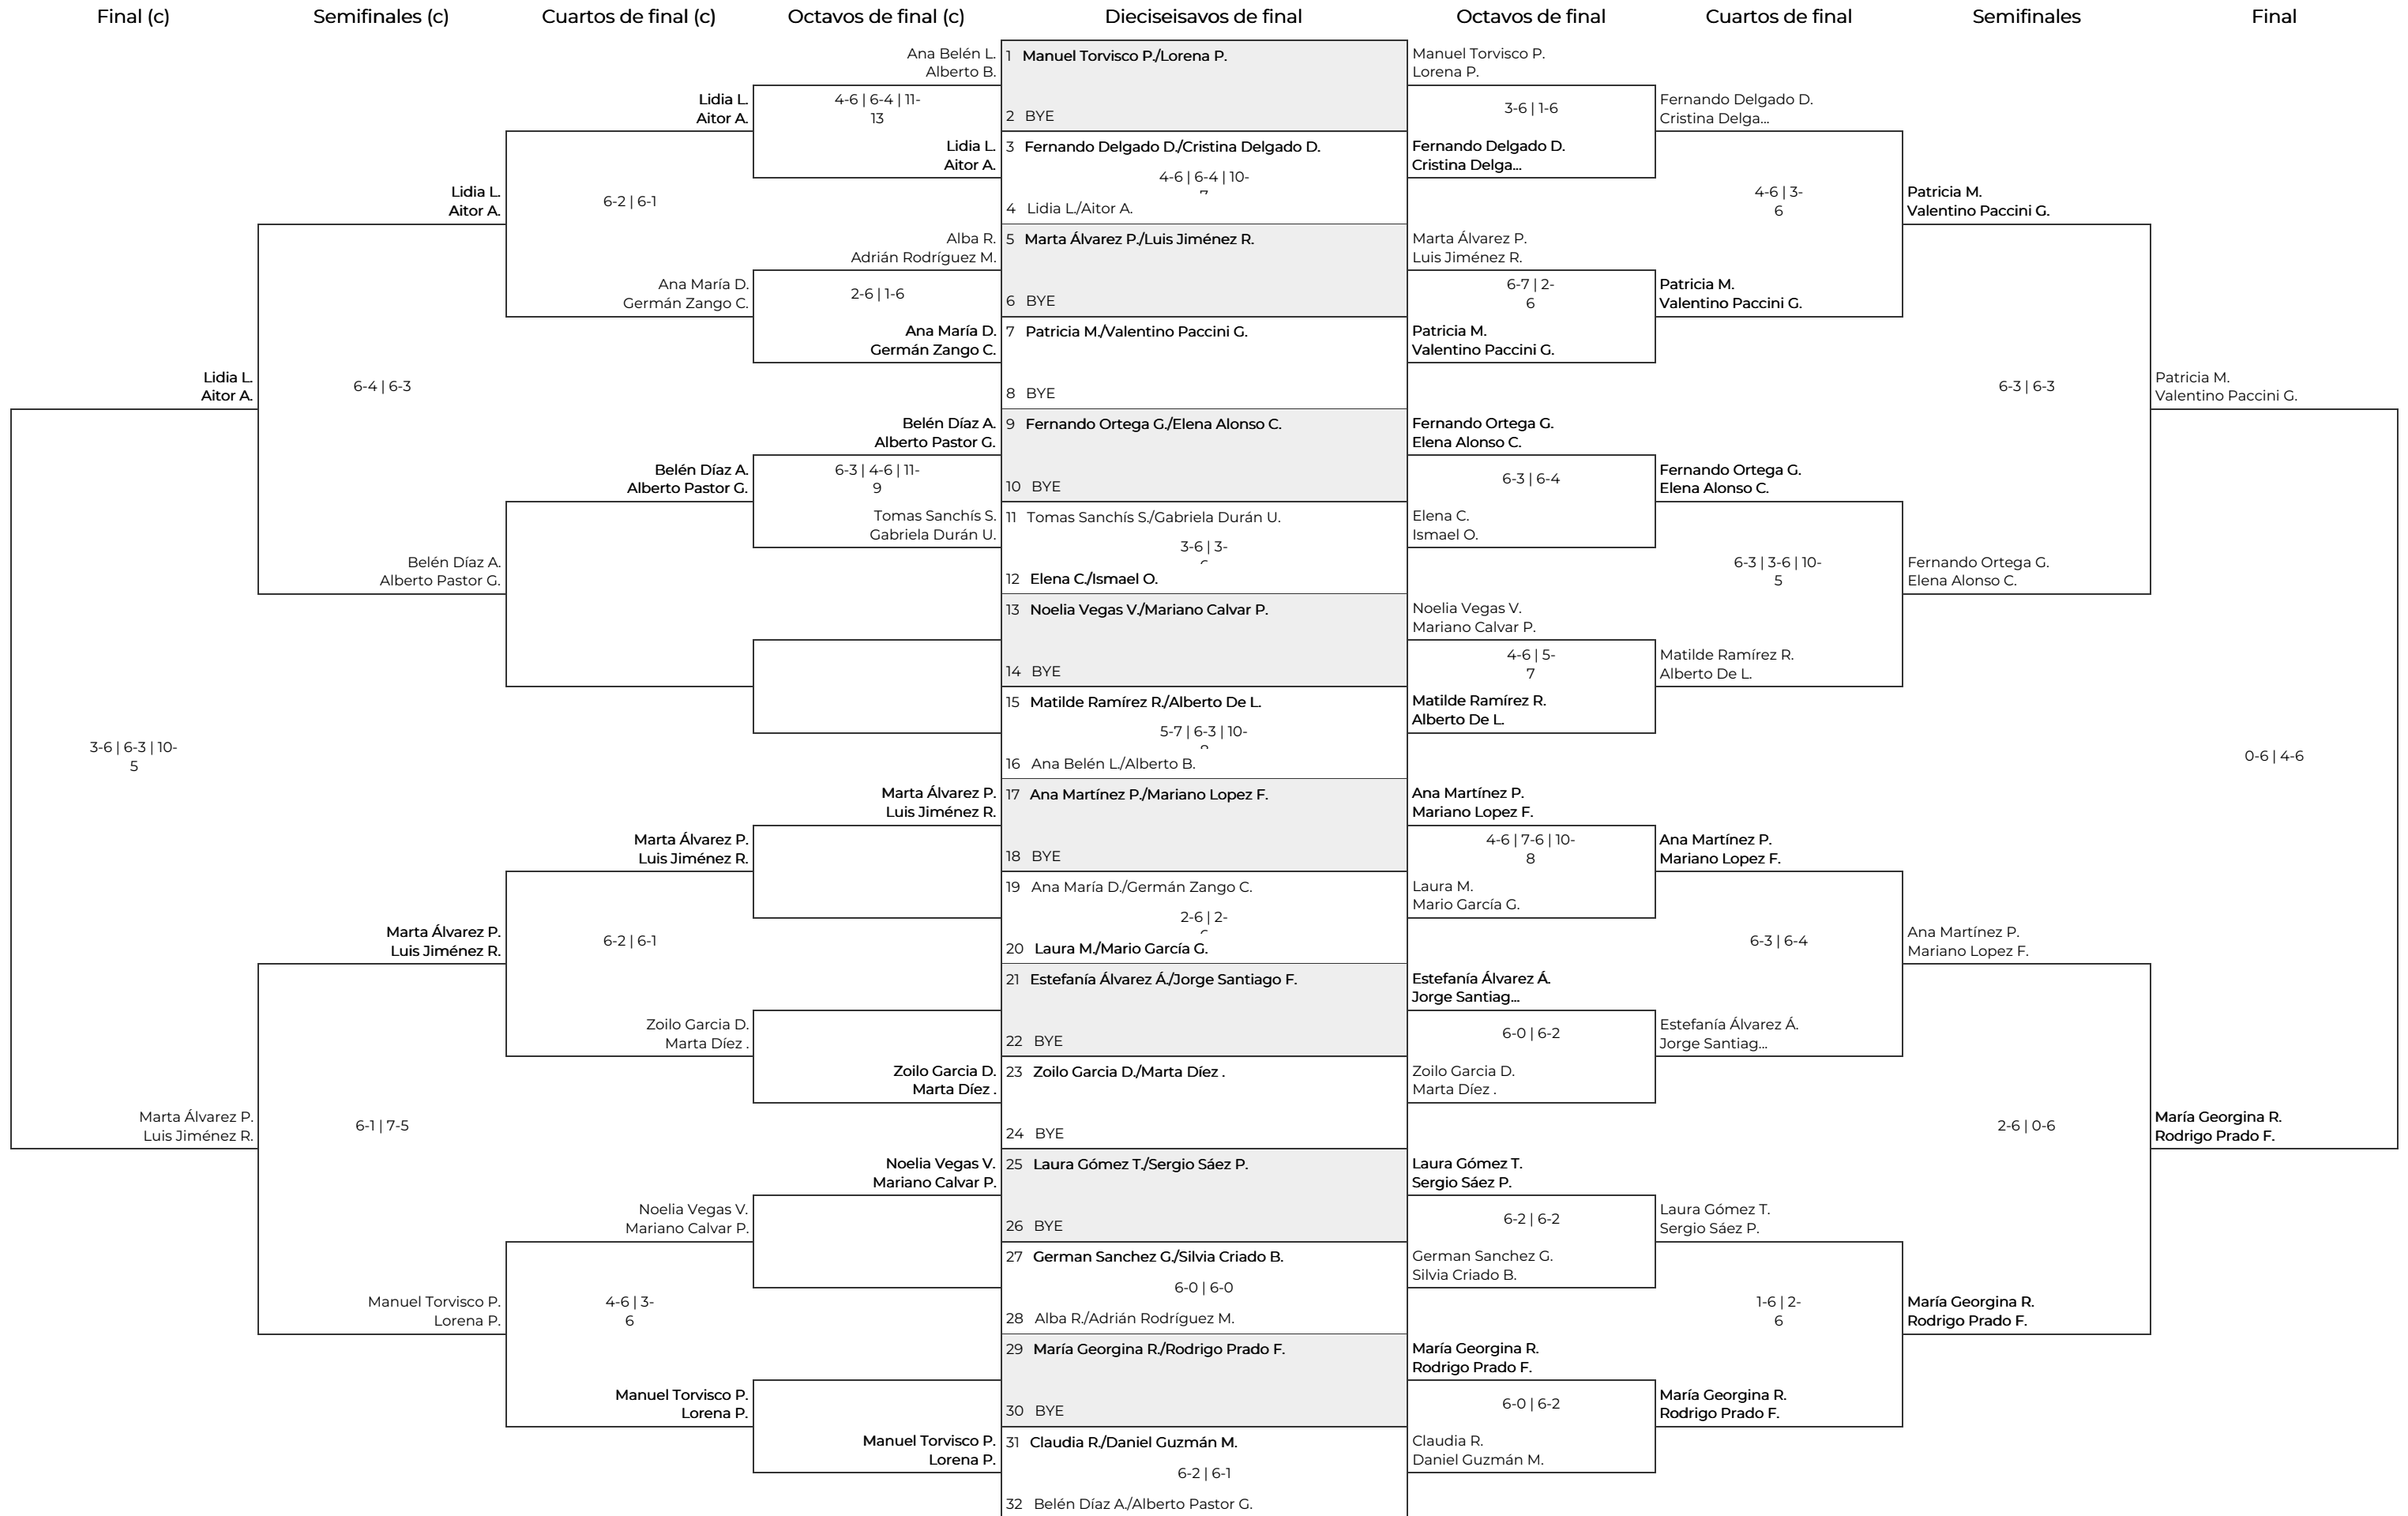 Final (c)
Semifinales (c)
Cuartos de final (c)
Octavos de final (c)
Dieciseisavos de final
Octavos de final
Cuartos de final
Semifinales
Final
Lidia L.
Aitor A.
3-6 | 6-3 | 10-
5
Marta Álvarez P.
Luis Jiménez R.
Lidia L.
Aitor A.
6-4 | 6-3
Belén Díaz A.
Alberto Pastor G.
Marta Álvarez P.
Luis Jiménez R.
6-1 | 7-5
Manuel Torvisco P.
Lorena P.
Lidia L.
Aitor A.
6-2 | 6-1
Ana María D.
Germán Zango C.
Belén Díaz A.
Alberto Pastor G.
Marta Álvarez P.
Luis Jiménez R.
6-2 | 6-1
Zoilo Garcia D.
Marta Díez .
Noelia Vegas V.
Mariano Calvar P.
4-6 | 3-
6
Manuel Torvisco P.
Lorena P.
Ana Belén L.
Alberto B.
4-6 | 6-4 | 11-
13
Lidia L.
Aitor A.
Alba R.
Adrián Rodríguez M.
2-6 | 1-6
Ana María D.
Germán Zango C.
Belén Díaz A.
Alberto Pastor G.
6-3 | 4-6 | 11-
9
Tomas Sanchís S.
Gabriela Durán U.
Marta Álvarez P.
Luis Jiménez R.
Zoilo Garcia D.
Marta Díez .
Noelia Vegas V.
Mariano Calvar P.
Manuel Torvisco P.
Lorena P.
1 Manuel Torvisco P./Lorena P.
2 BYE
3 Fernando Delgado D./Cristina Delgado D.
4-6 | 6-4 | 10-
4 Lidia L./Aitor A.
5 Marta Álvarez P./Luis Jiménez R.
6 BYE
7 Patricia M./Valentino Paccini G.
8 BYE
9 Fernando Ortega G./Elena Alonso C.
10 BYE
11 Tomas Sanchís S./Gabriela Durán U.
3-6 | 3-
12 Elena C./Ismael O.
13 Noelia Vegas V./Mariano Calvar P.
14 BYE
15 Matilde Ramírez R./Alberto De L.
5-7 | 6-3 | 10-
16 Ana Belén L./Alberto B.
17 Ana Martínez P./Mariano Lopez F.
18 BYE
19 Ana María D./Germán Zango C.
2-6 | 2-
20 Laura M./Mario García G.
21 Estefanía Álvarez Á./Jorge Santiago F.
22 BYE
23 Zoilo Garcia D./Marta Díez .
24 BYE
25 Laura Gómez T./Sergio Sáez P.
26 BYE
27 German Sanchez G./Silvia Criado B.
6-0 | 6-0
28 Alba R./Adrián Rodríguez M.
29 María Georgina R./Rodrigo Prado F.
30 BYE
31 Claudia R./Daniel Guzmán M.
6-2 | 6-1
32 Belén Díaz A./Alberto Pastor G.
Manuel Torvisco P.
Lorena P.
3-6 | 1-6
Fernando Delgado D.
Cristina Delga...
Marta Álvarez P.
Luis Jiménez R.
6-7 | 2-
6
Patricia M.
Valentino Paccini G.
Fernando Ortega G.
Elena Alonso C.
6-3 | 6-4
Elena C.
Ismael O.
Noelia Vegas V.
Mariano Calvar P.
4-6 | 5-
7
Matilde Ramírez R.
Alberto De L.
Ana Martínez P.
Mariano Lopez F.
4-6 | 7-6 | 10-
8
Laura M.
Mario García G.
Estefanía Álvarez Á.
Jorge Santiag...
6-0 | 6-2
Zoilo Garcia D.
Marta Díez .
Laura Gómez T.
Sergio Sáez P.
6-2 | 6-2
German Sanchez G.
Silvia Criado B.
María Georgina R.
Rodrigo Prado F.
6-0 | 6-2
Claudia R.
Daniel Guzmán M.
Fernando Delgado D.
Cristina Delga...
4-6 | 3-
6
Patricia M.
Valentino Paccini G.
Fernando Ortega G.
Elena Alonso C.
6-3 | 3-6 | 10-
5
Matilde Ramírez R.
Alberto De L.
Ana Martínez P.
Mariano Lopez F.
6-3 | 6-4
Estefanía Álvarez Á.
Jorge Santiag...
Laura Gómez T.
Sergio Sáez P.
1-6 | 2-
6
María Georgina R.
Rodrigo Prado F.
Patricia M.
Valentino Paccini G.
6-3 | 6-3
Fernando Ortega G.
Elena Alonso C.
Ana Martínez P.
Mariano Lopez F.
2-6 | 0-6
María Georgina R.
Rodrigo Prado F.
Patricia M.
Valentino Paccini G.
0-6 | 4-6
María Georgina R.
Rodrigo Prado F.